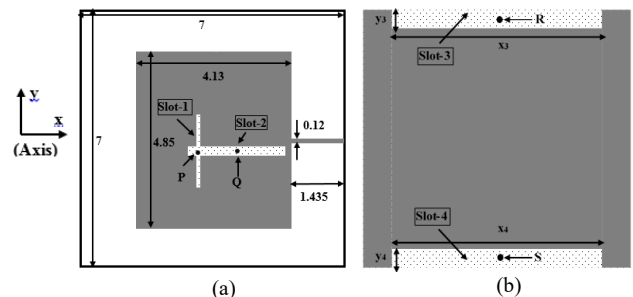 7
4.13
Slot-1
Slot-2
0.12
4.85
7
P
Q
1.435
y
x
(Axis)
(a)
y3
R
x3
Slot-3
Slot-4
x4
y4
S
(b)